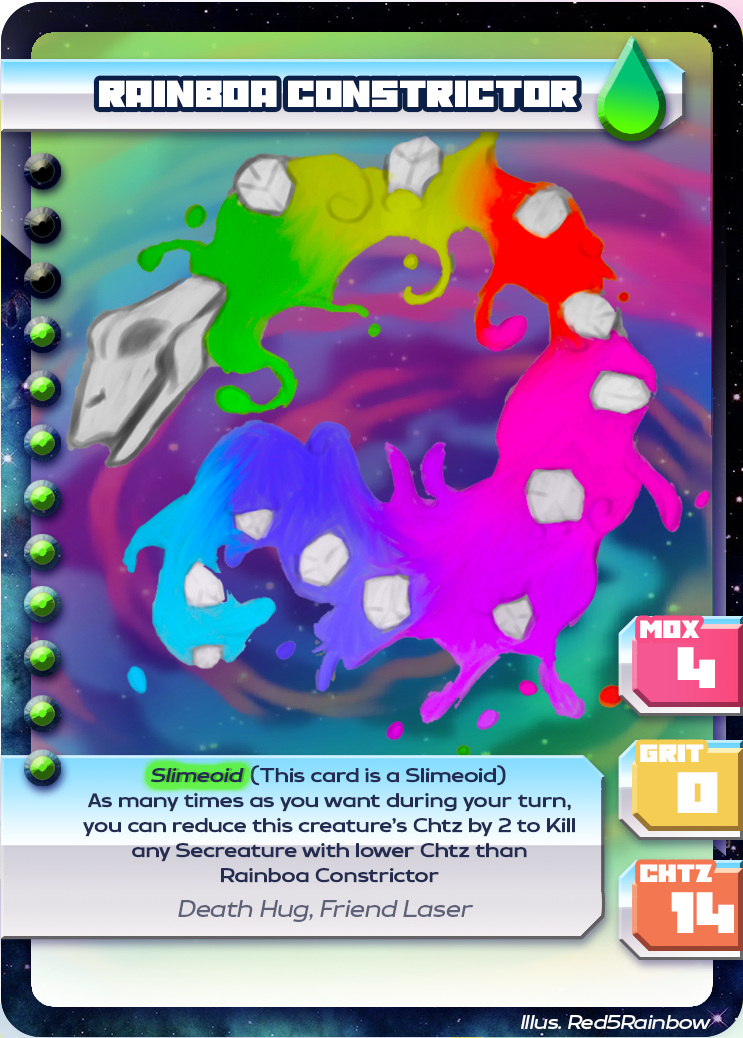 RAINBOA CONSTRICTOR
MOX
4
GRIT
0
CHTZ
14
Slimeoid (This card is a Slimeoid)
As many times as you want during your turn,
you can reduce this creature's Chtz by 2 to Kill
any Secreature with lower Chtz than
Rainboa Constrictor
Death Hug, Friend Laser
Illus. Red5Rainbow